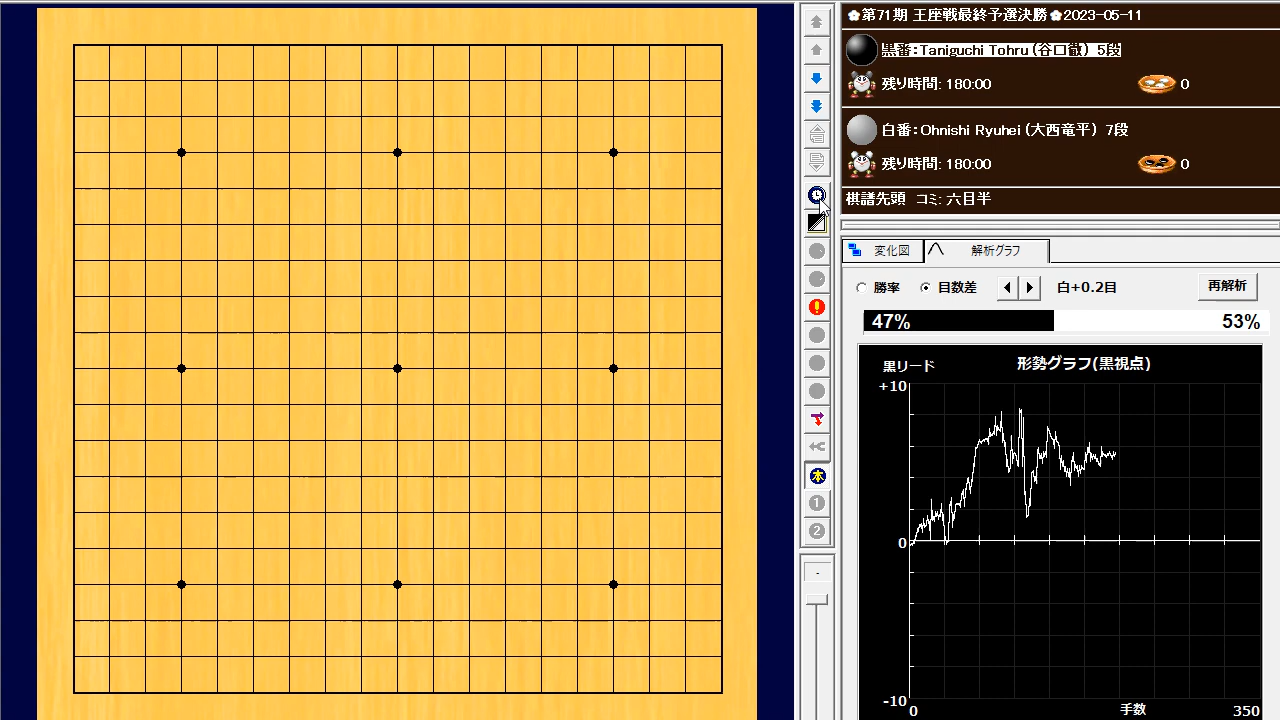 ✿第71期 王座戦最終予選決勝✿2023-05-11
黒番：Taniguchi Tohru (谷口徹) 5段
残り時間: 180:00 0
白番：Ohnishi Ryuhei (大西竜平) 7段
残り時間: 180:00 0
棋譜先頭 コミ: 六目半
変化図 解析グラフ
勝率 目数差 白+0.2目 再解析
47% 53%
黒リード 形勢グラフ(黒視点)
+10
0
-10
0 手数 350
1
2
-